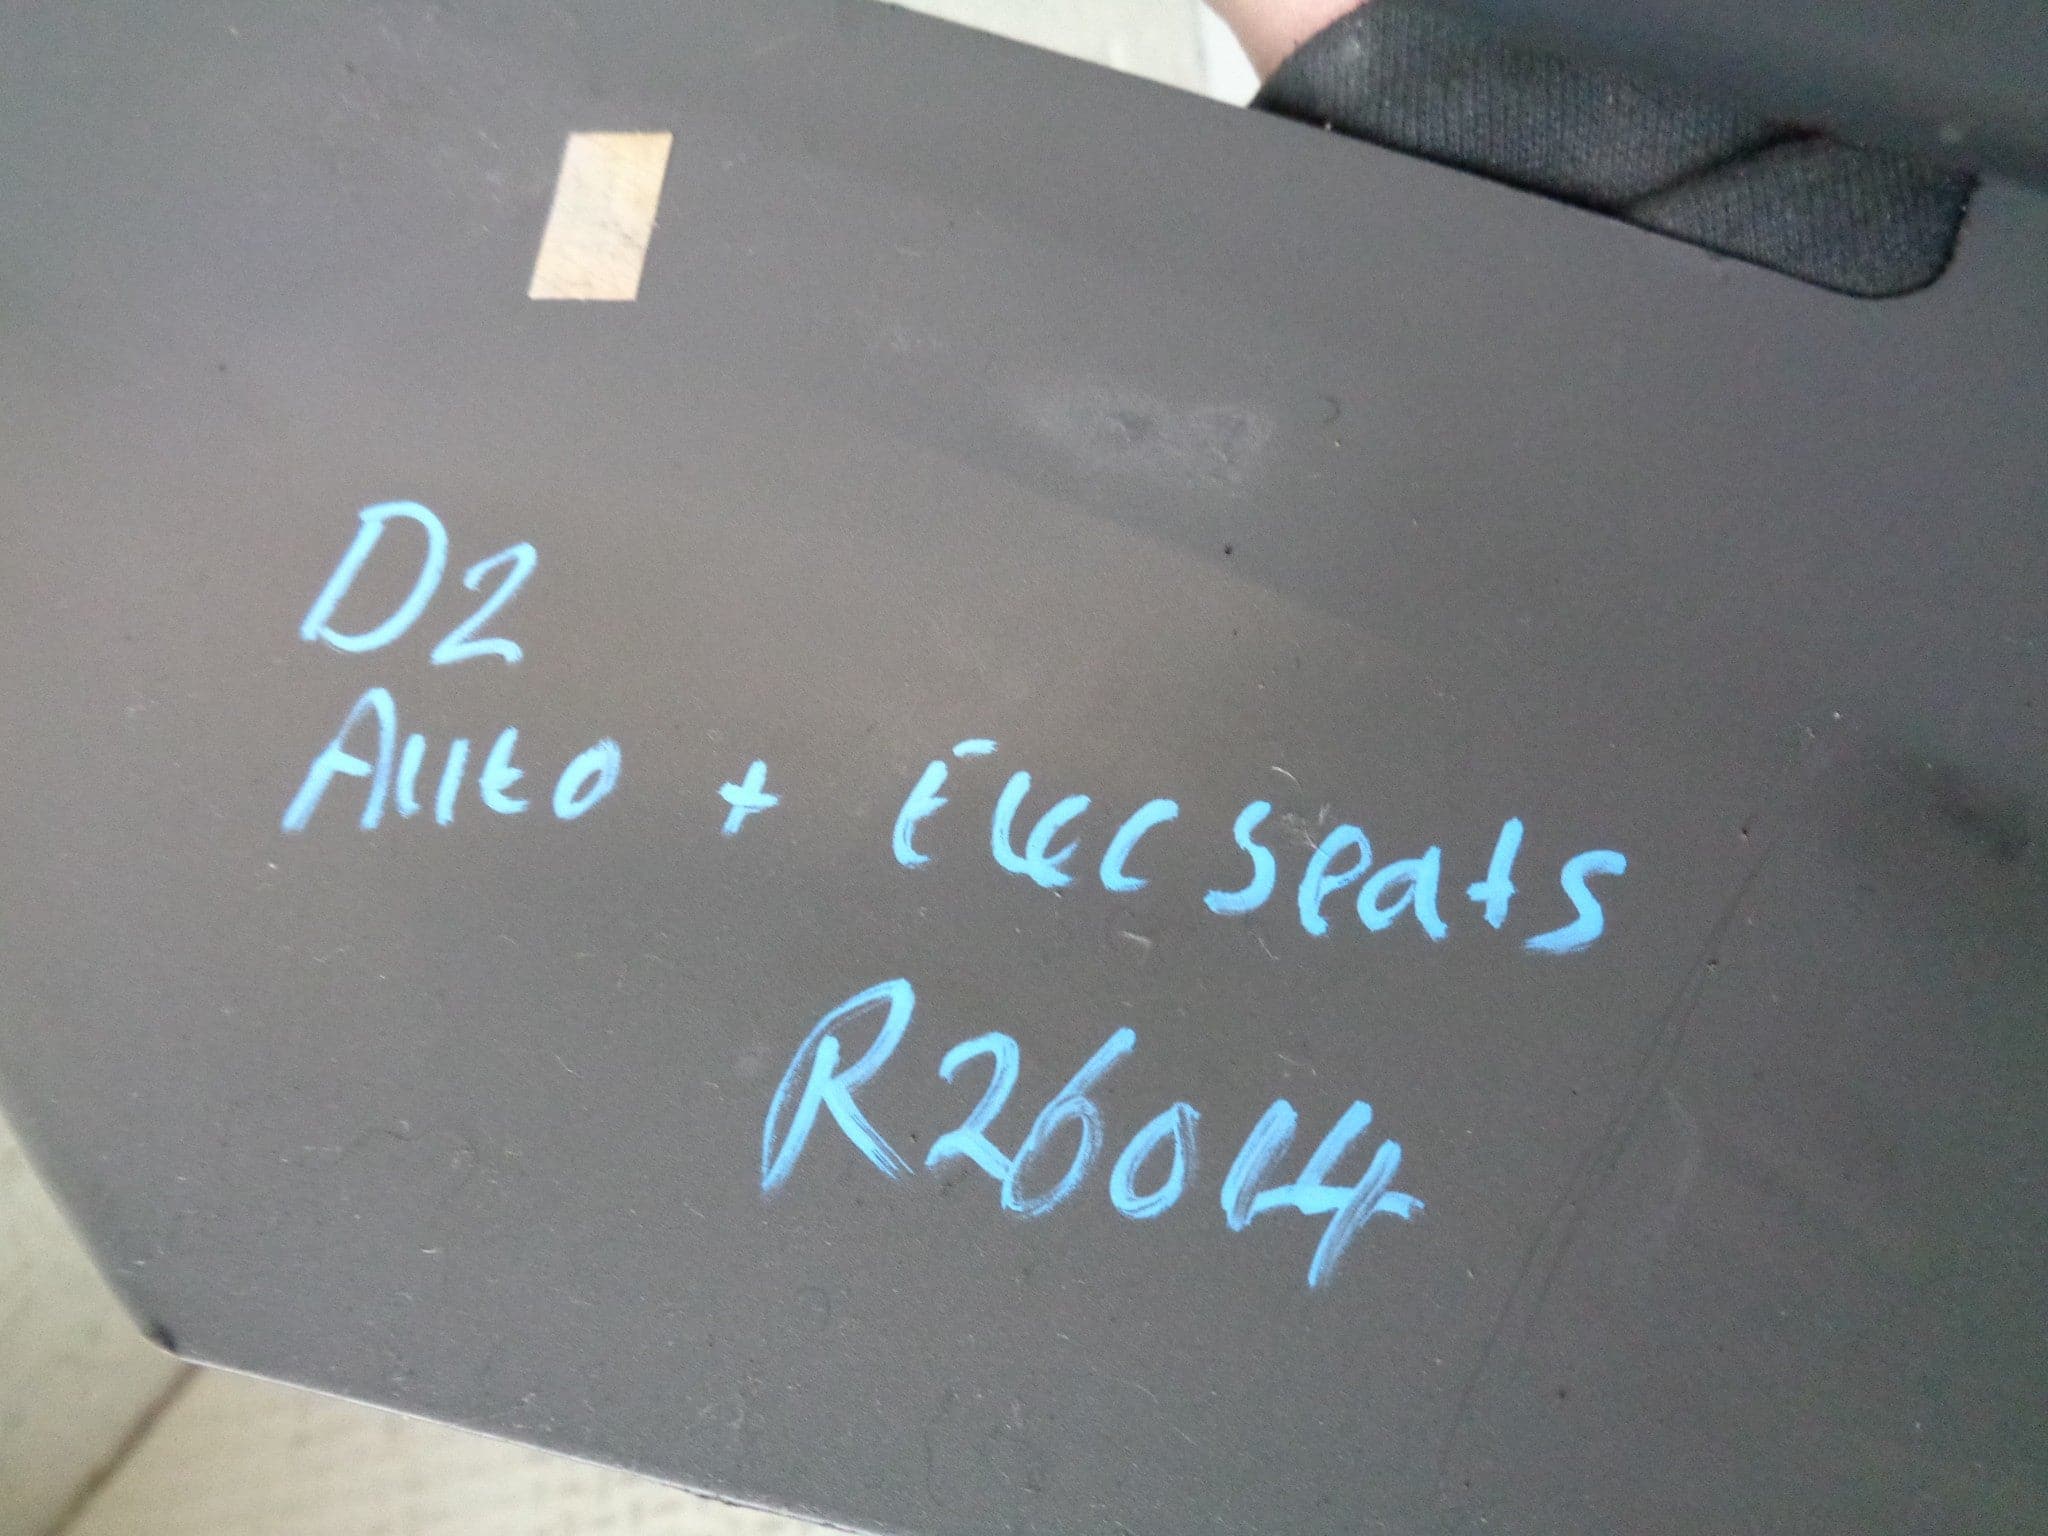 D2
Auto + Elec seats
R26014